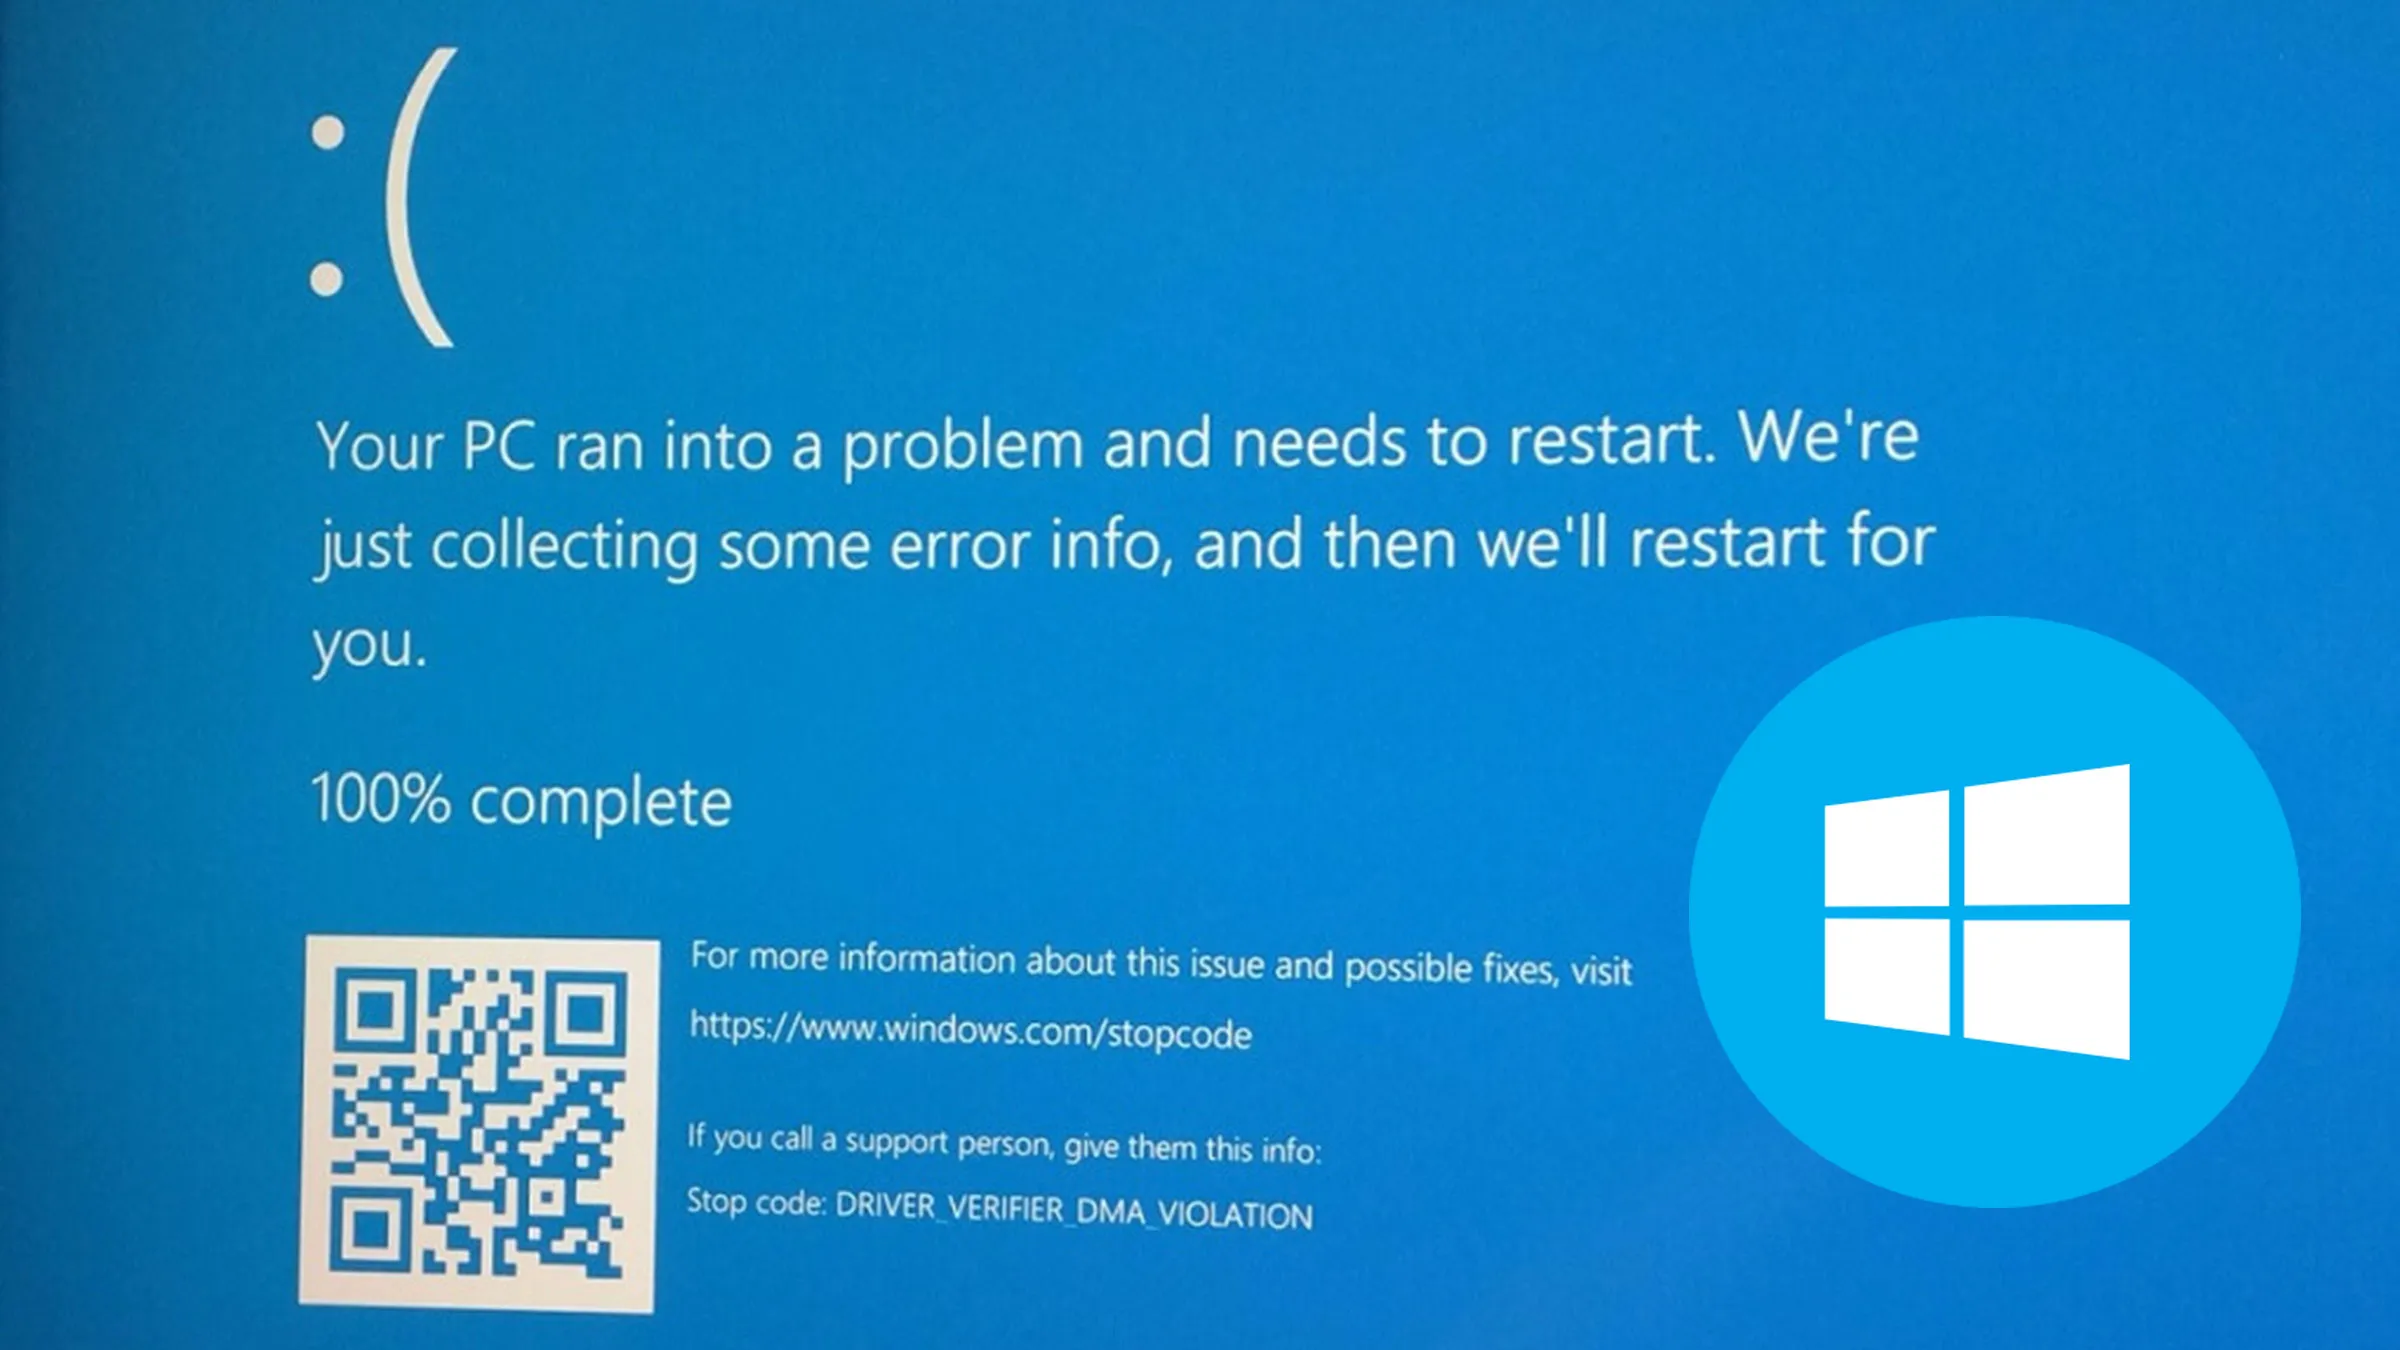 :(
Your PC ran into a problem and needs to restart. We're
just collecting some error info, and then we'll restart for
you.
100% complete
For more information about this issue and possible fixes, visit
https://www.windows.com/stopcode
If you call a support person, give them this info:
Stop code: DRIVER_VERIFIER_DMA_VIOLATION